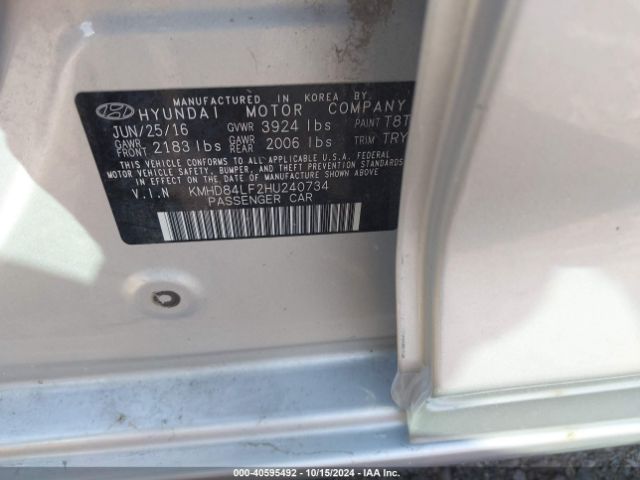 MANUFACTURED IN KOREA BY
HYUNDAI MOTOR COMPANY
JUN/25/16 GVWR 3924 lbs PAINT T8T
GAWR FRONT 2183 lbs GAWR REAR 2006 lbs TRIM TRY
THIS VEHICLE CONFORMS TO ALL APPLICABLE U.S.A. FEDERAL
MOTOR VEHICLE SAFETY, BUMPER, AND THEFT PREVENTION STANDARDS
IN EFFECT ON THE DATE OF MANUFACTURE SHOWN ABOVE.
V.I.N KMHD84LF2HU240734
PASSENGER CAR
000-40595492 - 10/15/2024 - IAA Inc.